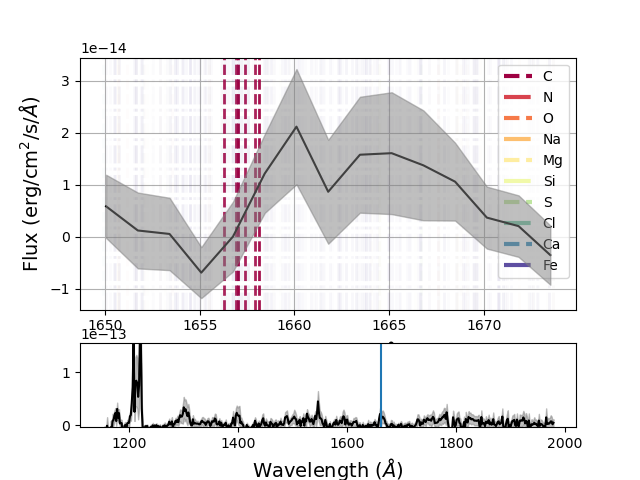 1e−14
Flux (erg/cm²/s/Å)
3
2
1
0
−1
C
N
O
Na
Mg
Si
S
Cl
Ca
Fe
1650 1655 1660 1665 1670
1e−13
1
0
1200 1400 1600 1800 2000
Wavelength (Å)